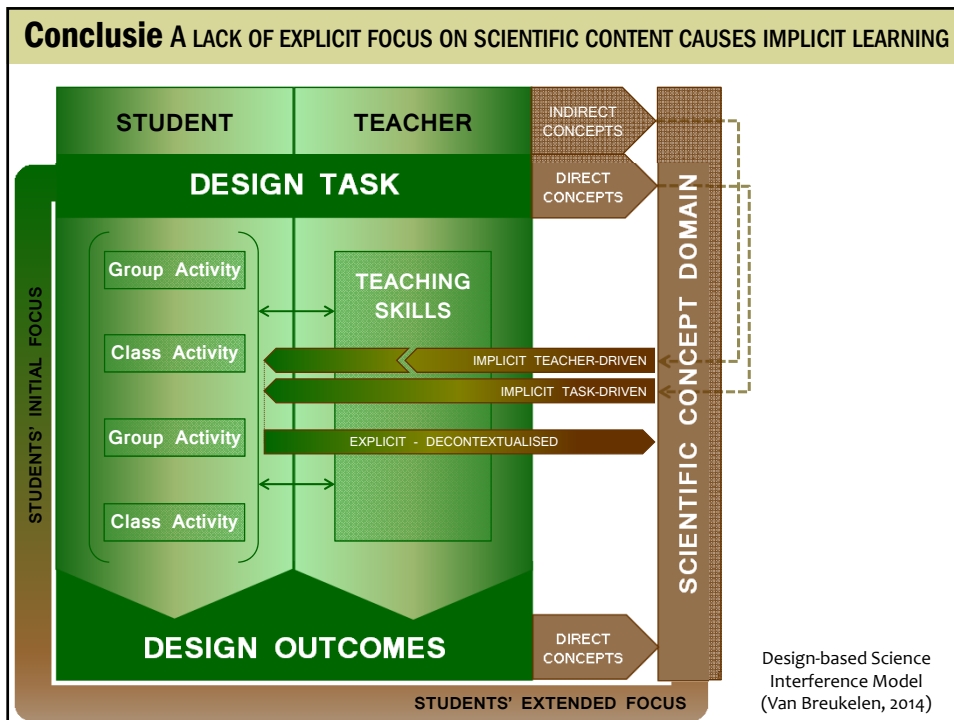 Conclusie A LACK OF EXPLICIT FOCUS ON SCIENTIFIC CONTENT CAUSES IMPLICIT LEARNING
STUDENT
TEACHER
INDIRECT
CONCEPTS
DESIGN TASK
DIRECT
CONCEPTS
Group Activity
Class Activity
Group Activity
Class Activity
TEACHING
SKILLS
IMPLICIT TEACHER-DRIVEN
IMPLICIT TASK-DRIVEN
EXPLICIT - DECONTEXTUALISED
SCIENTIFIC CONCEPT DOMAIN
STUDENTS' INITIAL FOCUS
DESIGN OUTCOMES
DIRECT
CONCEPTS
STUDENTS' EXTENDED FOCUS
Design-based Science
Interference Model
(Van Breukelen, 2014)